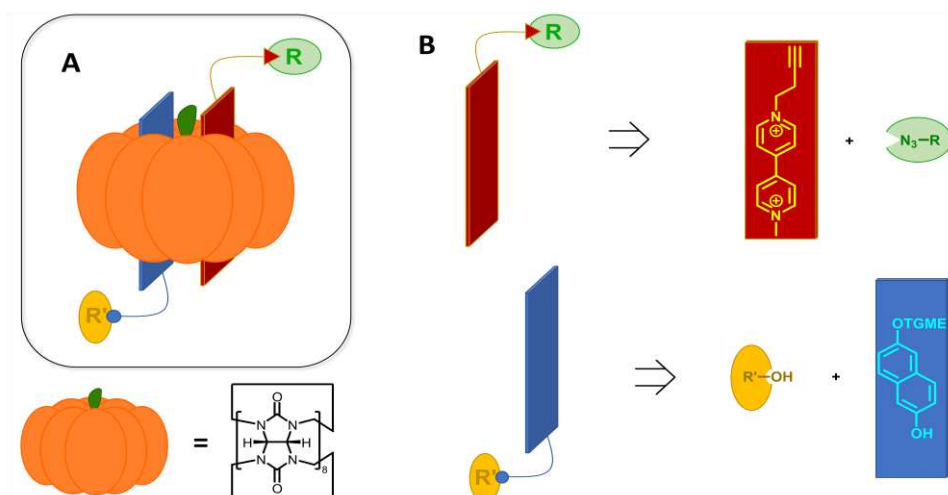 A
R
R'
=
O
N N
H H
N N
8
O
B
R
N
⊕
⊕
N
+
N₃–R
R'
R'–OH
+
OTGME
OH